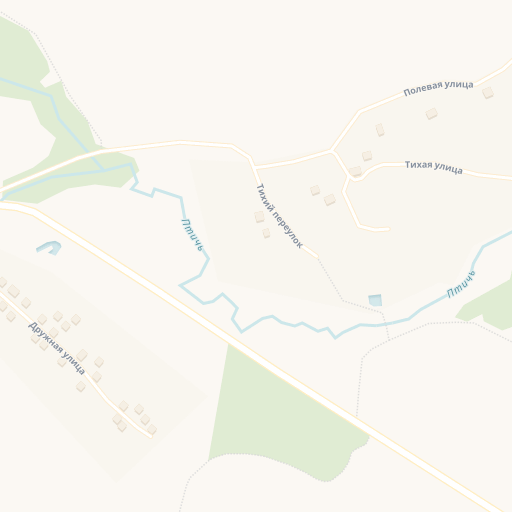 Полевая улица
Тихая улица
Тихий переулок
Птичь
Птичь
Дружная улица